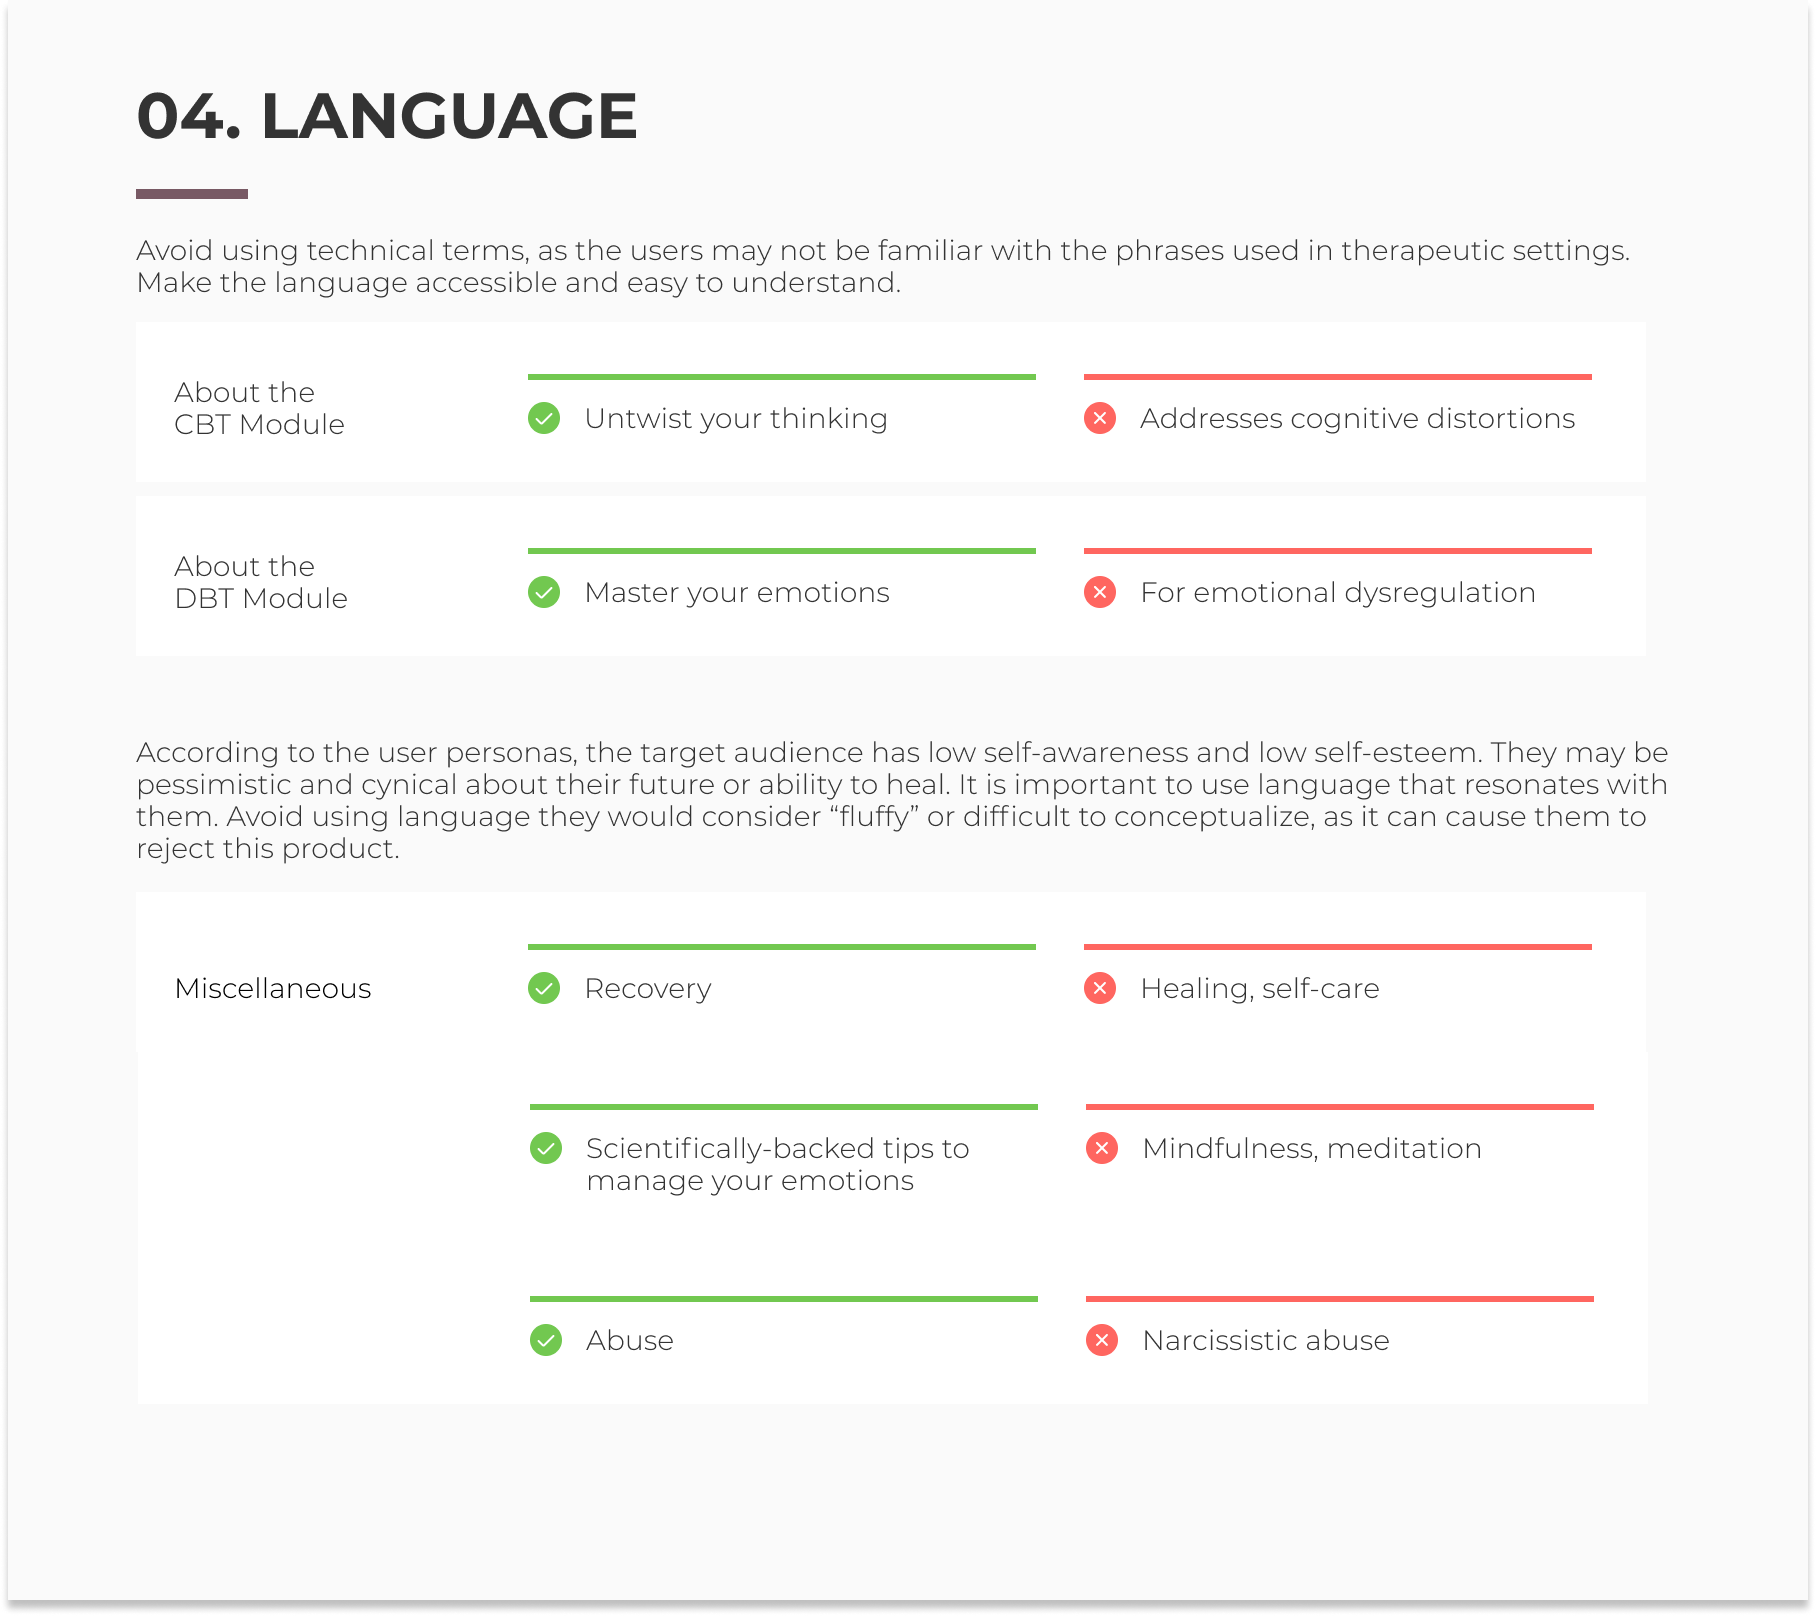 04. LANGUAGE
Avoid using technical terms, as the users may not be familiar with the phrases used in therapeutic settings.
Make the language accessible and easy to understand.
About the
CBT Module
Untwist your thinking
Addresses cognitive distortions
About the
DBT Module
Master your emotions
For emotional dysregulation
According to the user personas, the target audience has low self-awareness and low self-esteem. They may be
pessimistic and cynical about their future or ability to heal. It is important to use language that resonates with
them. Avoid using language they would consider “fluffy” or difficult to conceptualize, as it can cause them to
reject this product.
Miscellaneous
Recovery
Healing, self-care
Scientifically-backed tips to
manage your emotions
Mindfulness, meditation
Abuse
Narcissistic abuse